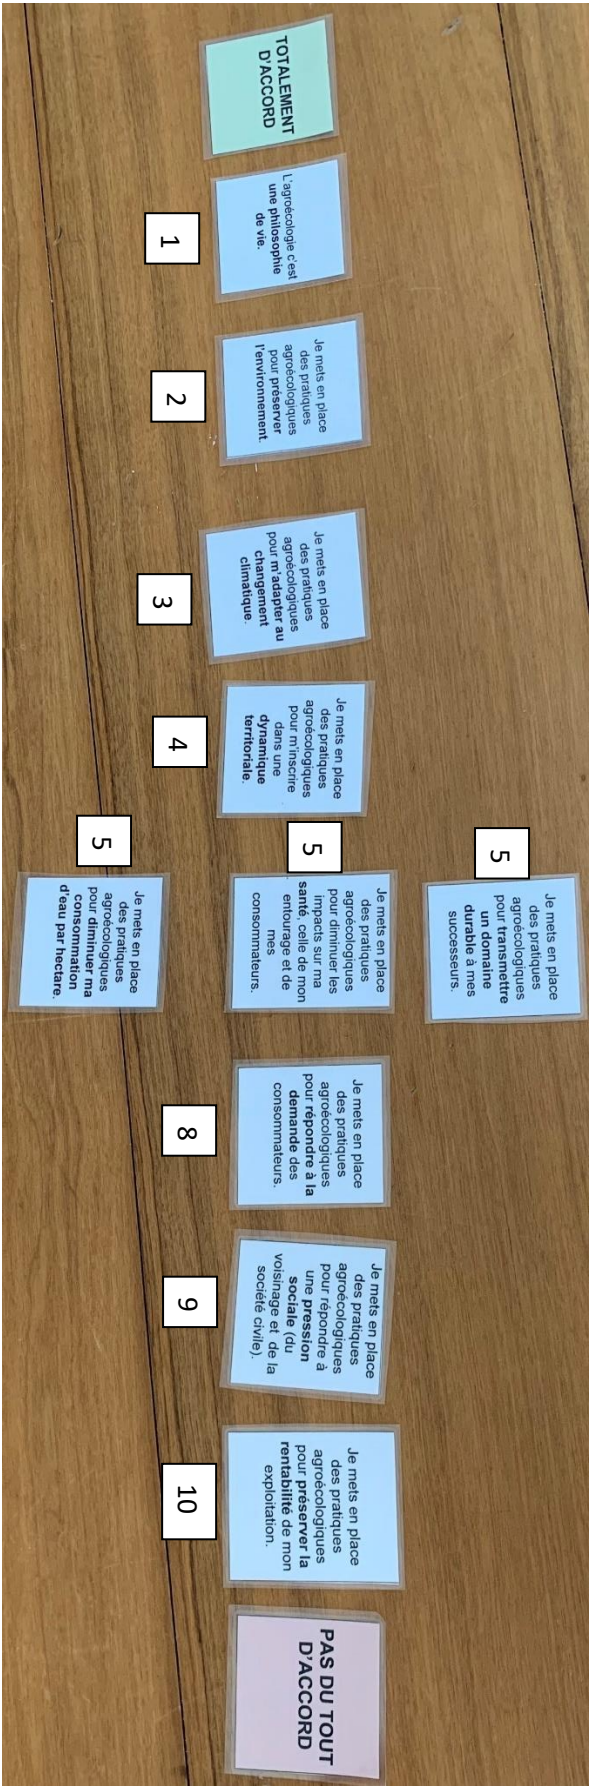 TOTALEMENT
D'ACCORD
L'agroécologie c'est
une philosophie
de vie.
1
Je mets en place
des pratiques
agroécologiques
pour préserver
l'environnement.
2
Je mets en place
des pratiques
agroécologiques
pour m'adapter au
changement
climatique.
3
Je mets en place
des pratiques
agroécologiques
pour m'inscrire
dans une
dynamique
territoriale.
4
5
Je mets en place
des pratiques
agroécologiques
pour transmettre
un domaine
durable à mes
successeurs.
5
Je mets en place
des pratiques
agroécologiques
pour diminuer les
impacts sur ma
santé, celle de mon
entourage et de
mes
consommateurs.
5
Je mets en place
des pratiques
agroécologiques
pour diminuer ma
consommation
d'eau par hectare.
Je mets en place
des pratiques
agroécologiques
pour répondre à la
demande des
consommateurs.
8
Je mets en place
des pratiques
agroécologiques
pour répondre à
une pression
sociale (du
voisinage et de la
société civile).
9
Je mets en place
des pratiques
agroécologiques
pour préserver la
rentabilité de mon
exploitation.
10
PAS DU TOUT
D'ACCORD